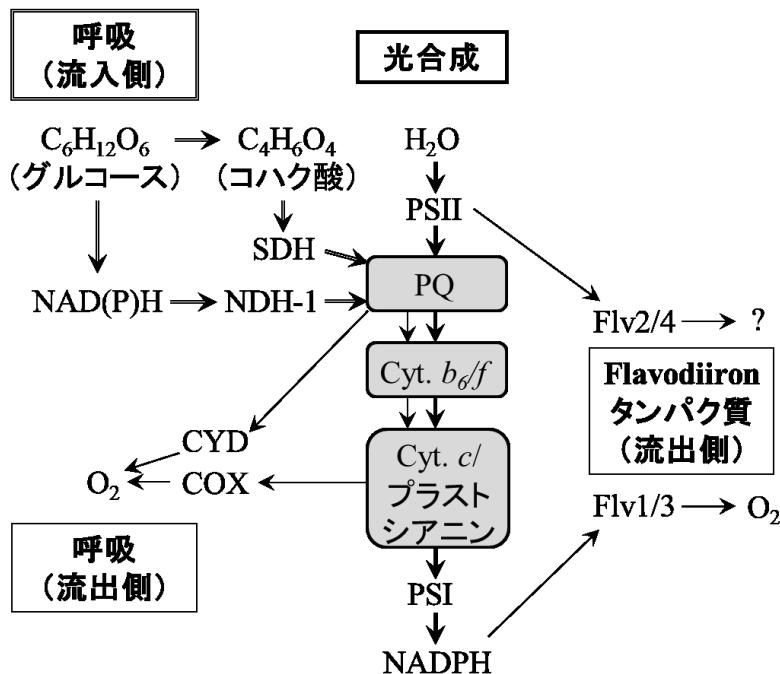 呼吸
（流入側）
光合成
C₆H₁₂O₆
（グルコース）
C₄H₆O₄
（コハク酸）
H₂O
PSII
SDH
PQ
NAD(P)H
NDH-1
Flv2/4
?
Cyt. b₆/f
Flavodiiron
タンパク質
（流出側）
CYD
O₂
COX
Cyt. c/
プラスト
シアニン
Flv1/3
O₂
呼吸
（流出側）
PSI
NADPH